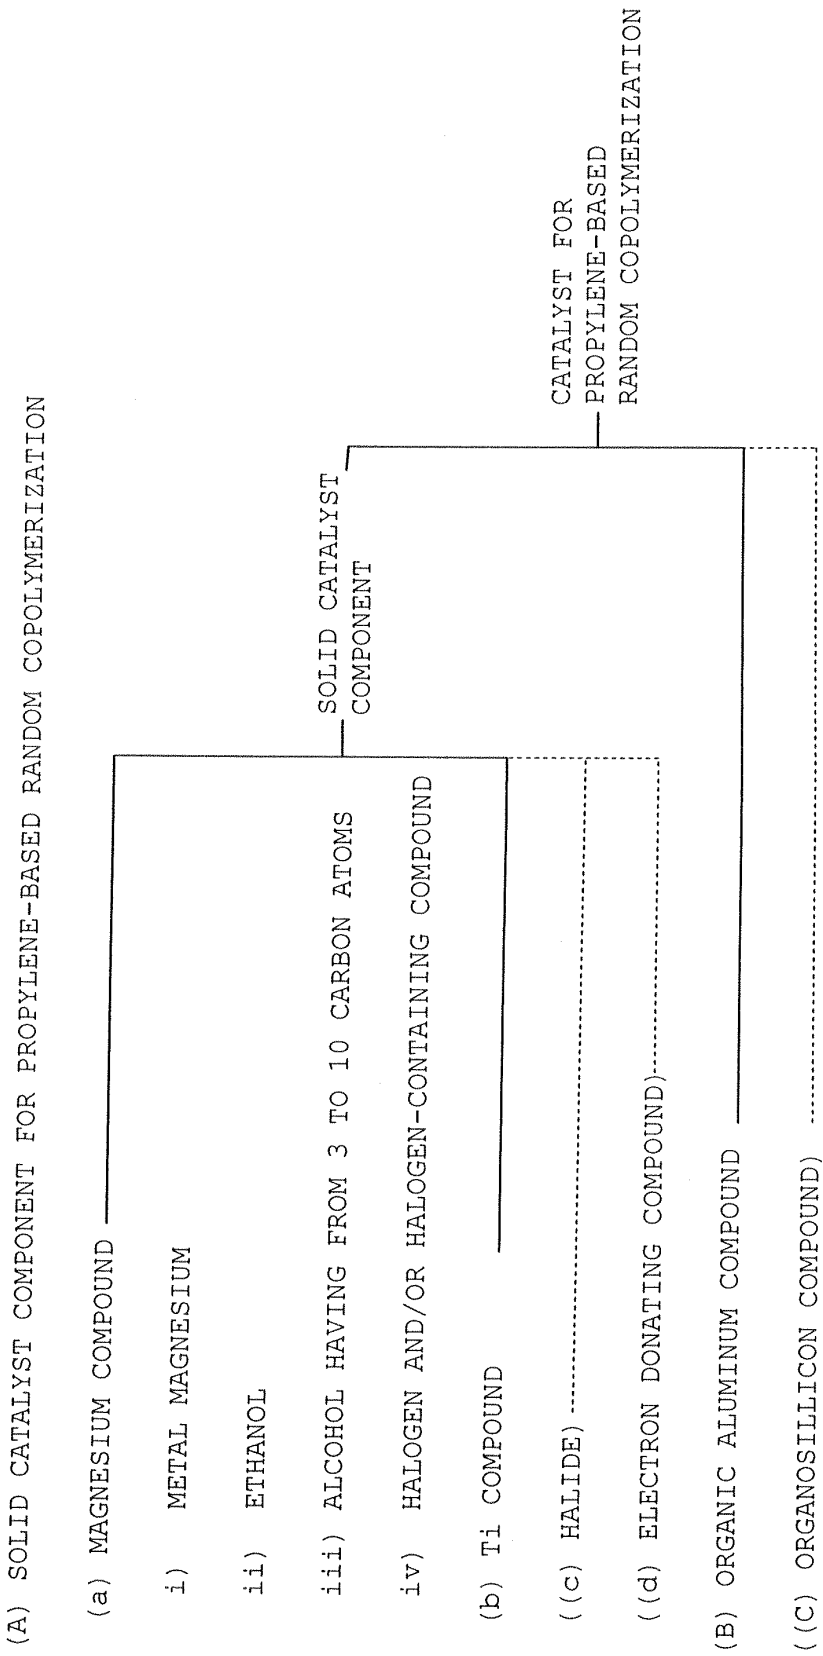 (A) SOLID CATALYST COMPONENT FOR PROPYLENE-BASED RANDOM COPOLYMERIZATION
(a) MAGNESIUM COMPOUND
i) METAL MAGNESIUM
ii) ETHANOL
iii) ALCOHOL HAVING FROM 3 TO 10 CARBON ATOMS
iv) HALOGEN AND/OR HALOGEN-CONTAINING COMPOUND
(b) Ti COMPOUND
((c) HALIDE)
((d) ELECTRON DONATING COMPOUND)
(B) ORGANIC ALUMINUM COMPOUND
((C) ORGANOSILLICON COMPOUND)
SOLID CATALYST
COMPONENT
CATALYST FOR
PROPYLENE-BASED
RANDOM COPOLYMERIZATION